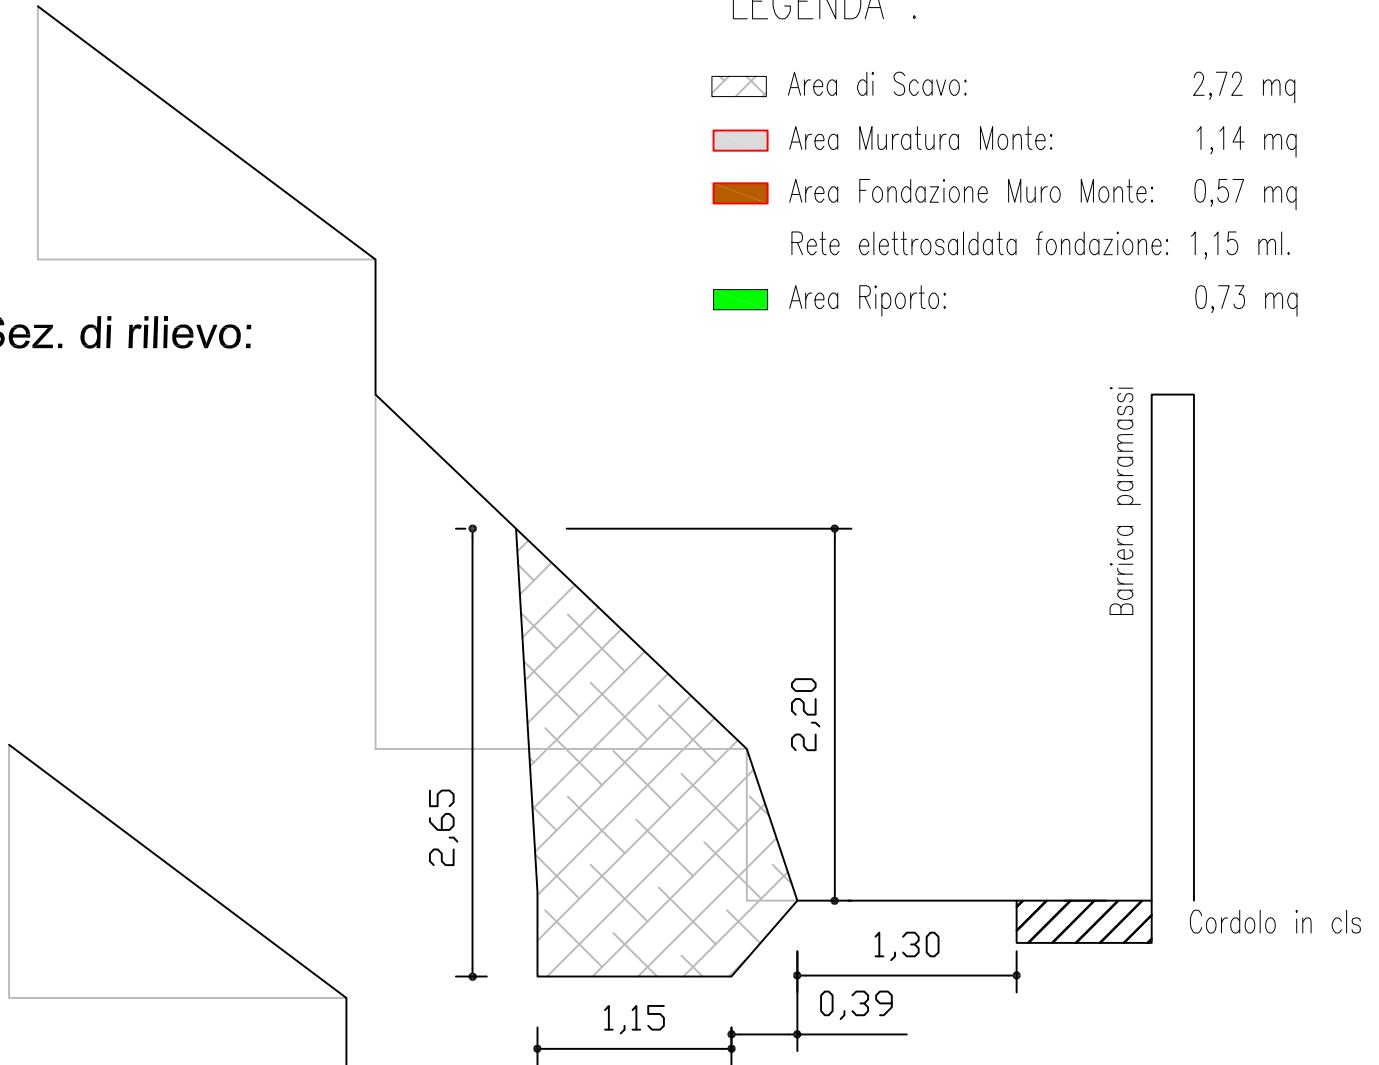 LEGENDA :
Area di Scavo: 2,72 mq
Area Muratura Monte: 1,14 mq
Area Fondazione Muro Monte: 0,57 mq
Rete elettrosaldata fondazione: 1,15 ml.
Area Riporto: 0,73 mq
Sez. di rilievo:
Barriera paramassi
2,20
2,65
Cordolo in cls
1,30
0,39
1,15